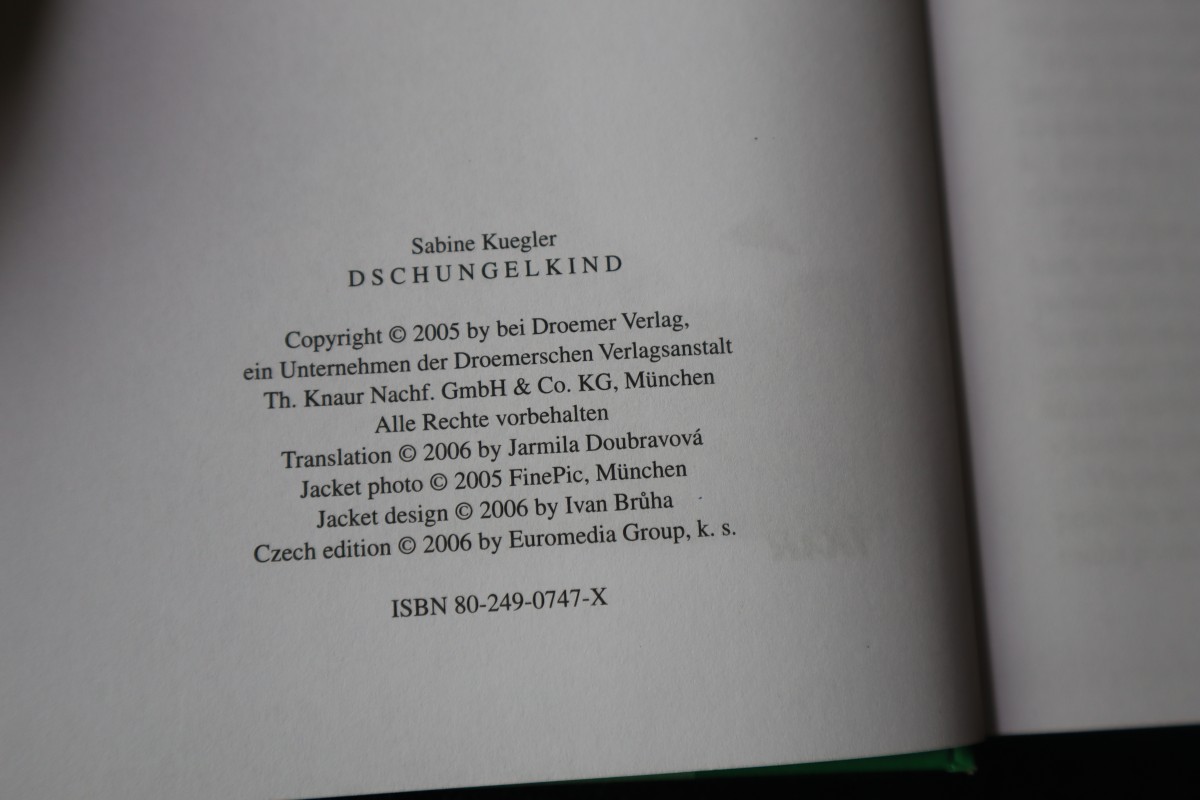 Sabine Kuegler
DSCHUNGELKIND
Copyright © 2005 by bei Droemer Verlag,
ein Unternehmen der Droemerschen Verlagsanstalt
Th. Knaur Nachf. GmbH & Co. KG, München
Alle Rechte vorbehalten
Translation © 2006 by Jarmila Doubravová
Jacket photo © 2005 FinePic, München
Jacket design © 2006 by Ivan Brůha
Czech edition © 2006 by Euromedia Group, k. s.
ISBN 80-249-0747-X